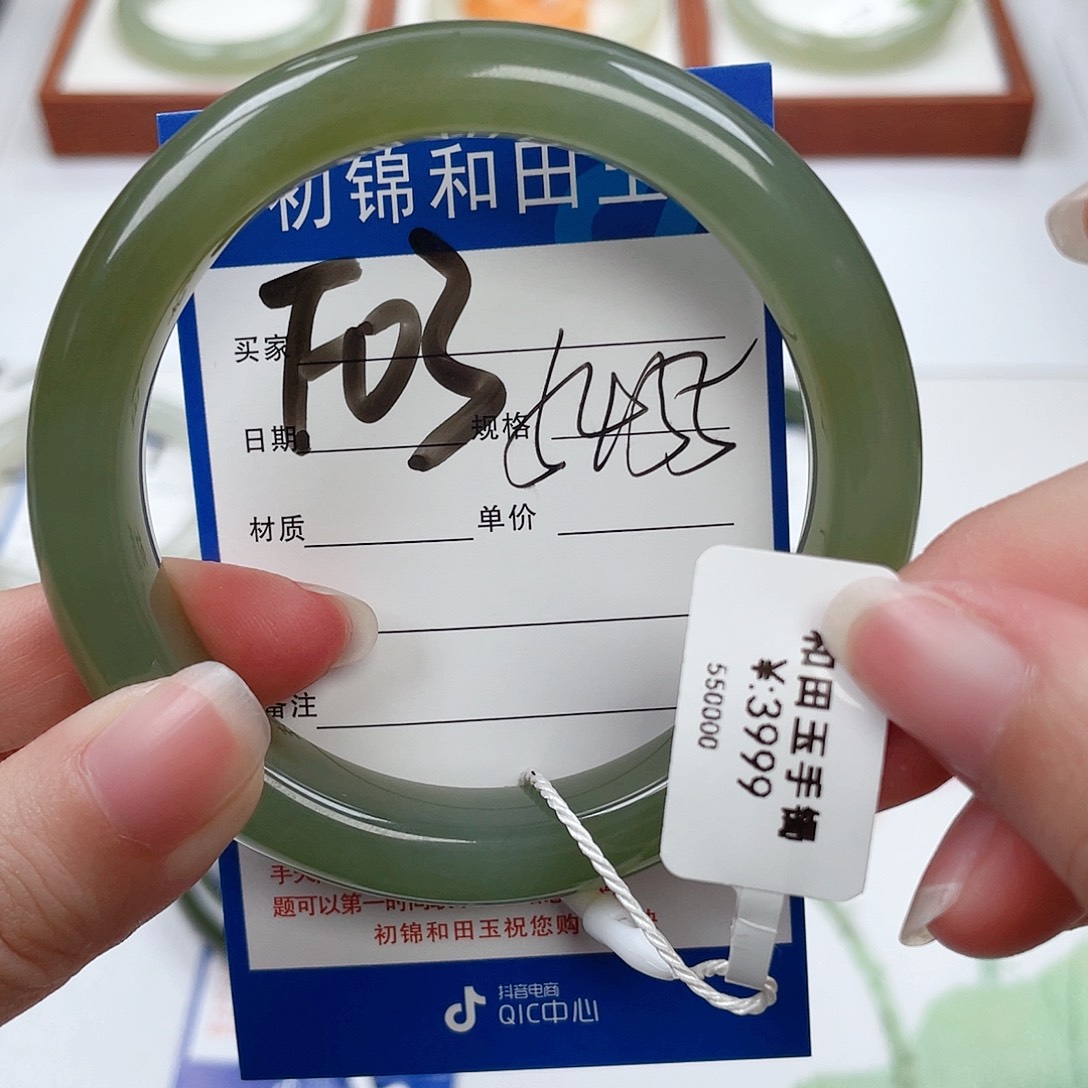 初锦和田玉
F03
买家
日期
规格
材质
单价
备注
题可以第一时间
初锦和田玉祝您购
抖音电商
QIC中心
和田玉手镯
￥:3999
550000